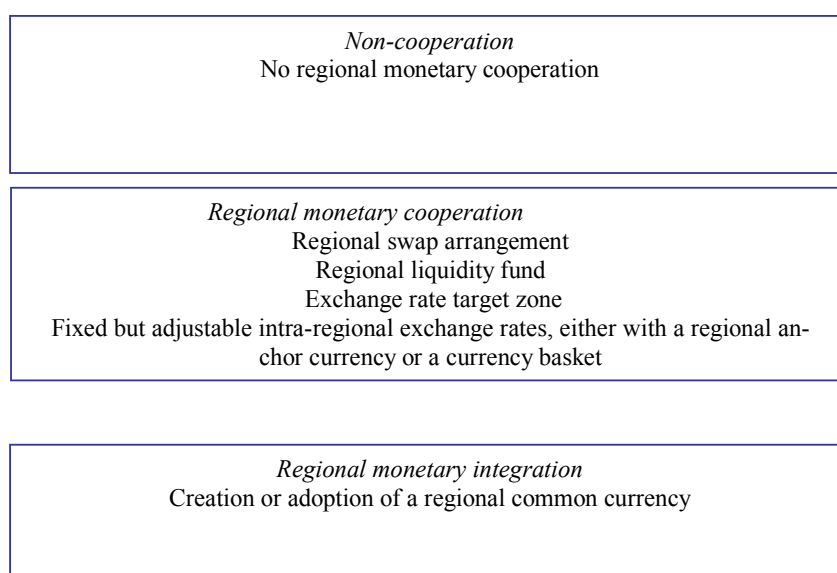 Non-cooperation
No regional monetary cooperation
Regional monetary cooperation
Regional swap arrangement
Regional liquidity fund
Exchange rate target zone
Fixed but adjustable intra-regional exchange rates, either with a regional an-
chor currency or a currency basket
Regional monetary integration
Creation or adoption of a regional common currency